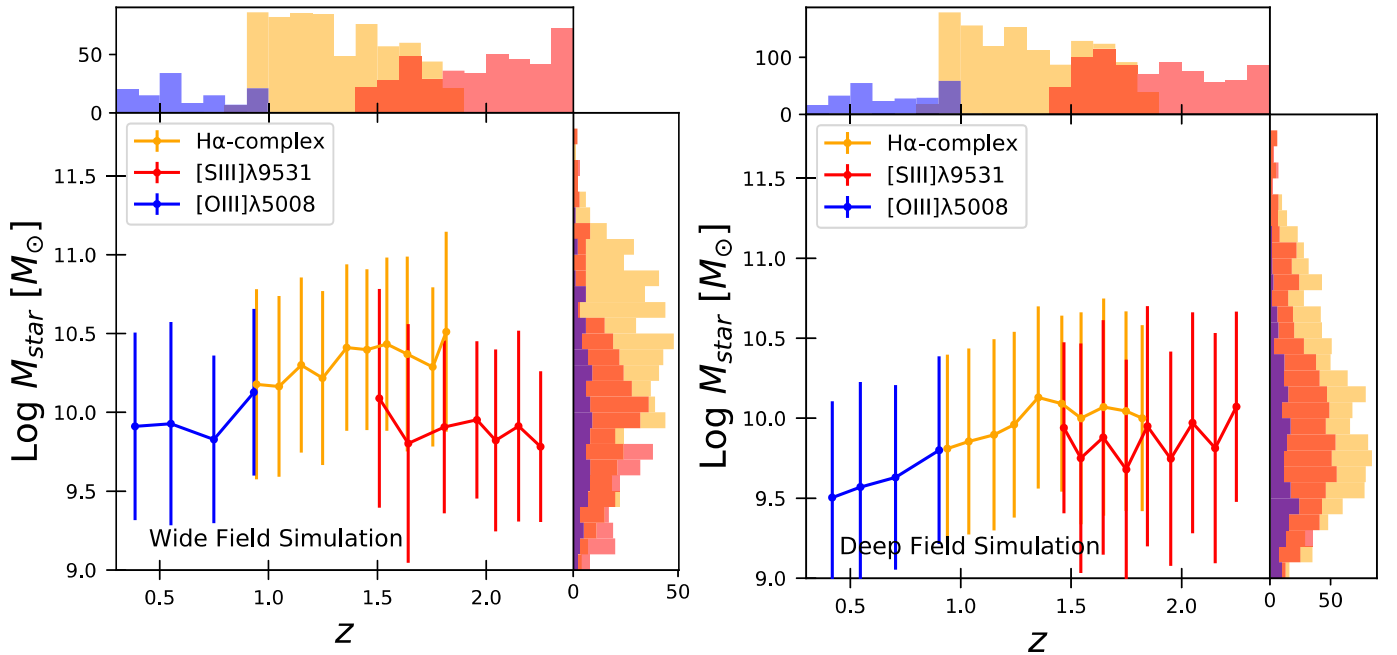 50
0
Hα-complex
[SIII]λ9531
[OIII]λ5008
11.5
11.0
10.5
10.0
9.5
9.0
Log M_star [M_⊙]
Wide Field Simulation
0.5 1.0 1.5 2.0
0 50
z
100
0
Hα-complex
[SIII]λ9531
[OIII]λ5008
11.5
11.0
10.5
10.0
9.5
9.0
Log M_star [M_⊙]
Deep Field Simulation
0.5 1.0 1.5 2.0
0 50
z